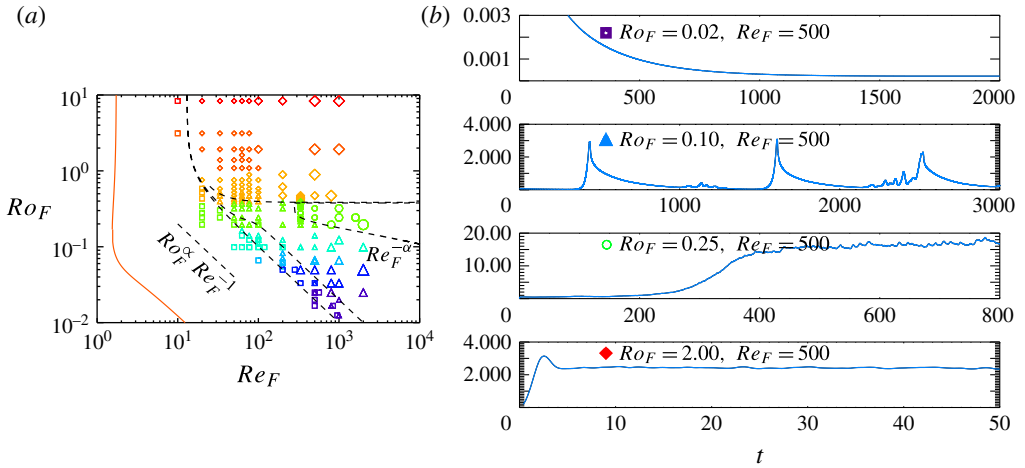 (a)
10^1
10^0
Ro_F
10^−1
10^−2
10^0 10^1 10^2 10^3 10^4
Re_F
Ro_F ∝ Re_F^−1
Re_F^−α
(b)
0.003
0.001
Ro_F = 0.02, Re_F = 500
0 500 1000 1500 2000
4.000
2.000
Ro_F = 0.10, Re_F = 500
0 1000 2000 3000
20.00
10.00
Ro_F = 0.25, Re_F = 500
0 200 400 600 800
4.000
2.000
Ro_F = 2.00, Re_F = 500
0 10 20 30 40 50
t